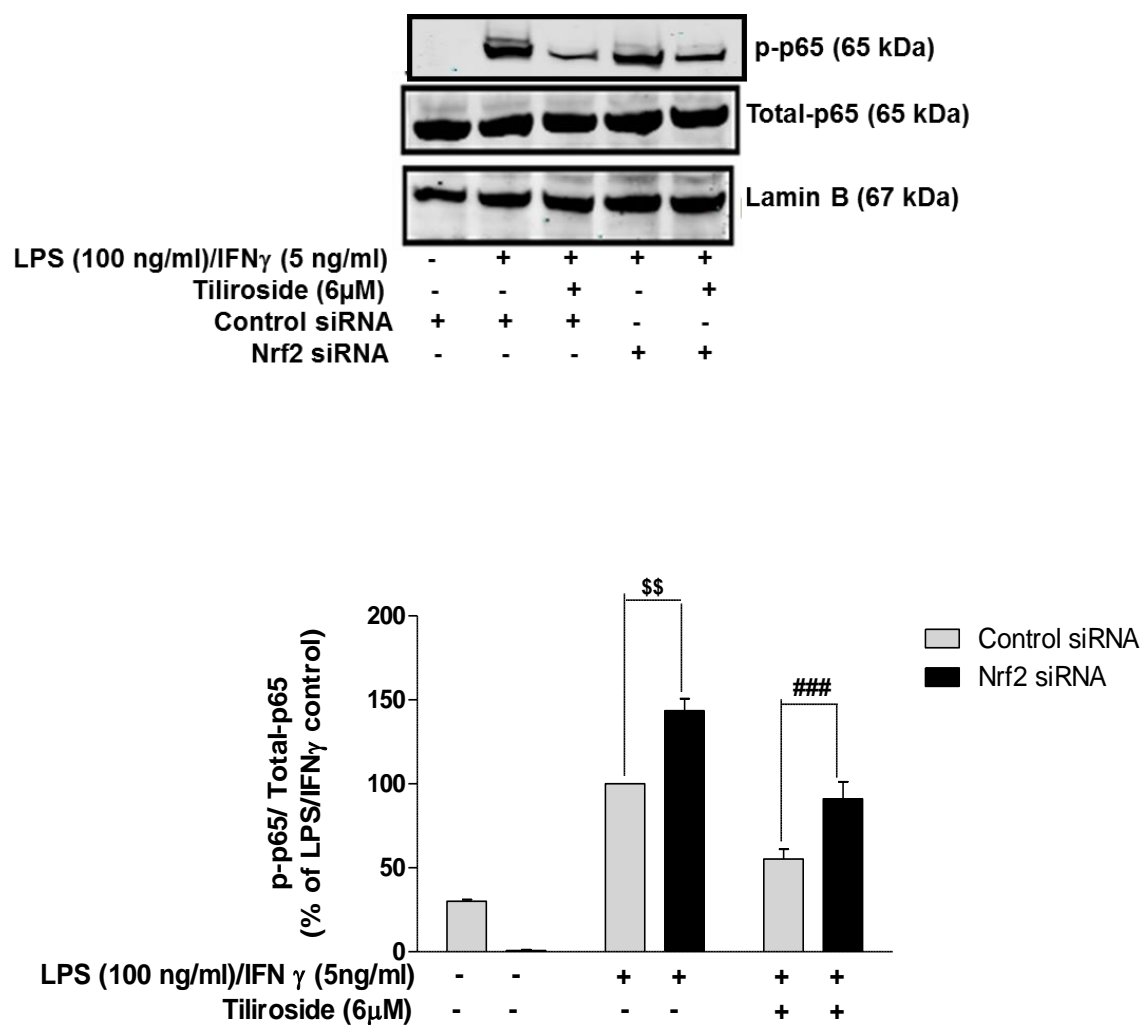 p-p65 (65 kDa)
Total-p65 (65 kDa)
Lamin B (67 kDa)
LPS (100 ng/ml)/IFNγ (5 ng/ml) - + + + +
Tiliroside (6µM) - - + - +
Control siRNA + + + - -
Nrf2 siRNA - - - + +
$$
###
Control siRNA
Nrf2 siRNA
p-p65/ Total-p65
(% of LPS/IFNγ control)
200
150
100
50
0
LPS (100 ng/ml)/IFN γ (5ng/ml) - - + + + +
Tiliroside (6μM) - - - - + +